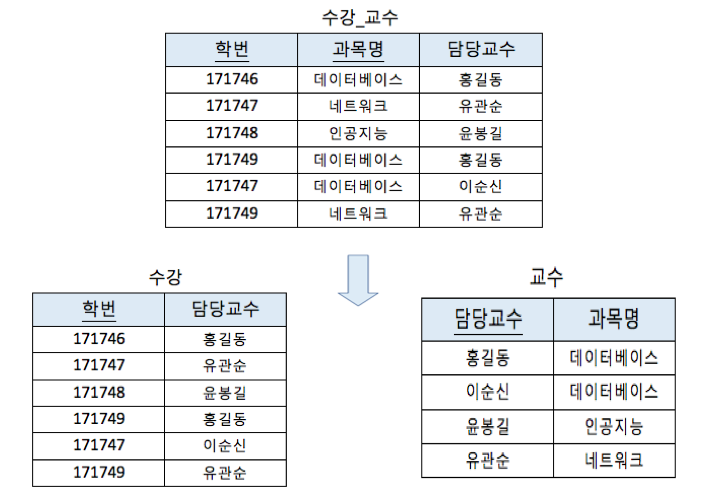 수강_교수
학번 과목명 담당교수
171746 데이터베이스 홍길동
171747 네트워크 유관순
171748 인공지능 윤봉길
171749 데이터베이스 홍길동
171747 데이터베이스 이순신
171749 네트워크 유관순
수강
학번 담당교수
171746 홍길동
171747 유관순
171748 윤봉길
171749 홍길동
171747 이순신
171749 유관순
교수
담당교수 과목명
홍길동 데이터베이스
이순신 데이터베이스
윤봉길 인공지능
유관순 네트워크